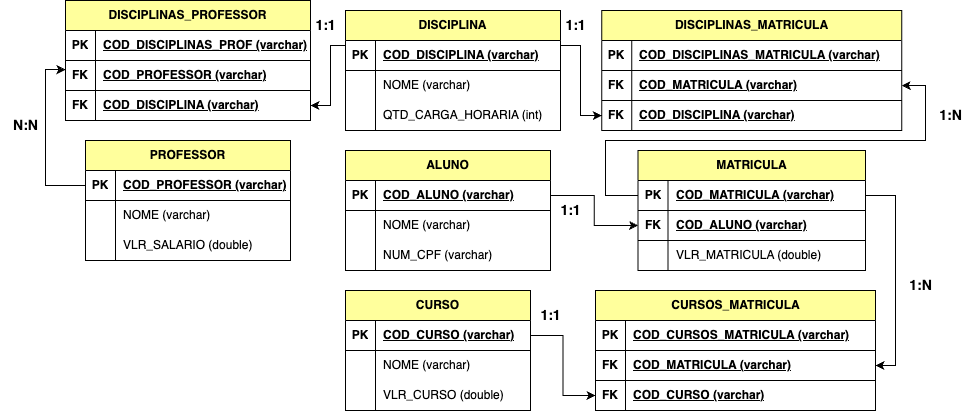 DISCIPLINAS_PROFESSOR
PK COD_DISCIPLINAS_PROF (varchar)
FK COD_PROFESSOR (varchar)
FK COD_DISCIPLINA (varchar)
1:1
DISCIPLINA
PK COD_DISCIPLINA (varchar)
NOME (varchar)
QTD_CARGA_HORARIA (int)
1:1
DISCIPLINAS_MATRICULA
PK COD_DISCIPLINAS_MATRICULA (varchar)
FK COD_MATRICULA (varchar)
FK COD_DISCIPLINA (varchar)
N:N
1:N
PROFESSOR
PK COD_PROFESSOR (varchar)
NOME (varchar)
VLR_SALARIO (double)
ALUNO
PK COD_ALUNO (varchar)
NOME (varchar)
NUM_CPF (varchar)
1:1
MATRICULA
PK COD_MATRICULA (varchar)
FK COD_ALUNO (varchar)
VLR_MATRICULA (double)
1:N
CURSO
PK COD_CURSO (varchar)
NOME (varchar)
VLR_CURSO (double)
1:1
CURSOS_MATRICULA
PK COD_CURSOS_MATRICULA (varchar)
FK COD_MATRICULA (varchar)
FK COD_CURSO (varchar)